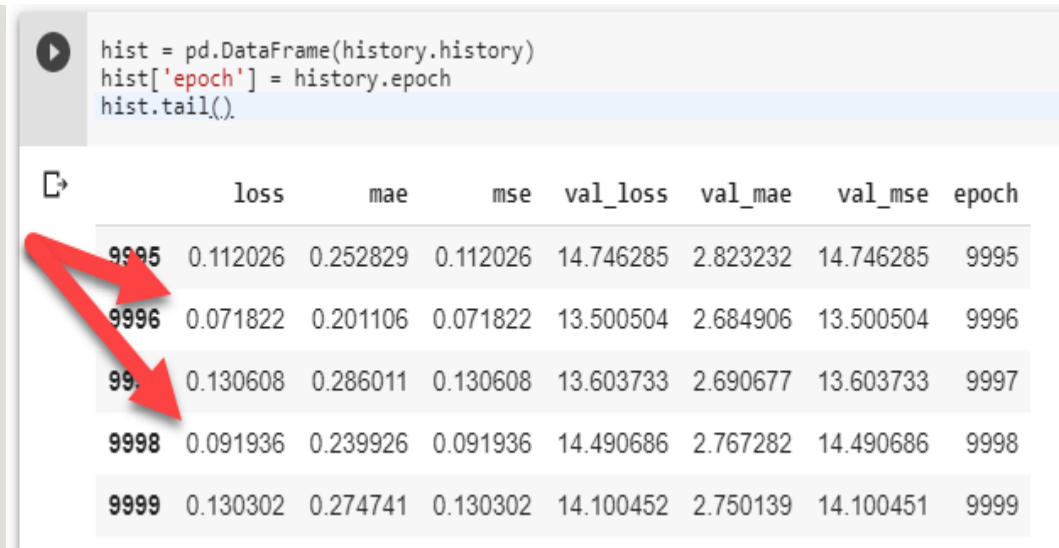 hist = pd.DataFrame(history.history)
hist['epoch'] = history.epoch
hist.tail()
loss mae mse val_loss val_mae val_mse epoch
9995 0.112026 0.252829 0.112026 14.746285 2.823232 14.746285 9995
9996 0.071822 0.201106 0.071822 13.500504 2.684906 13.500504 9996
0.130608 0.286011 0.130608 13.603733 2.690677 13.603733 9997
9998 0.091936 0.239926 0.091936 14.490686 2.767282 14.490686 9998
9999 0.130302 0.274741 0.130302 14.100452 2.750139 14.100451 9999